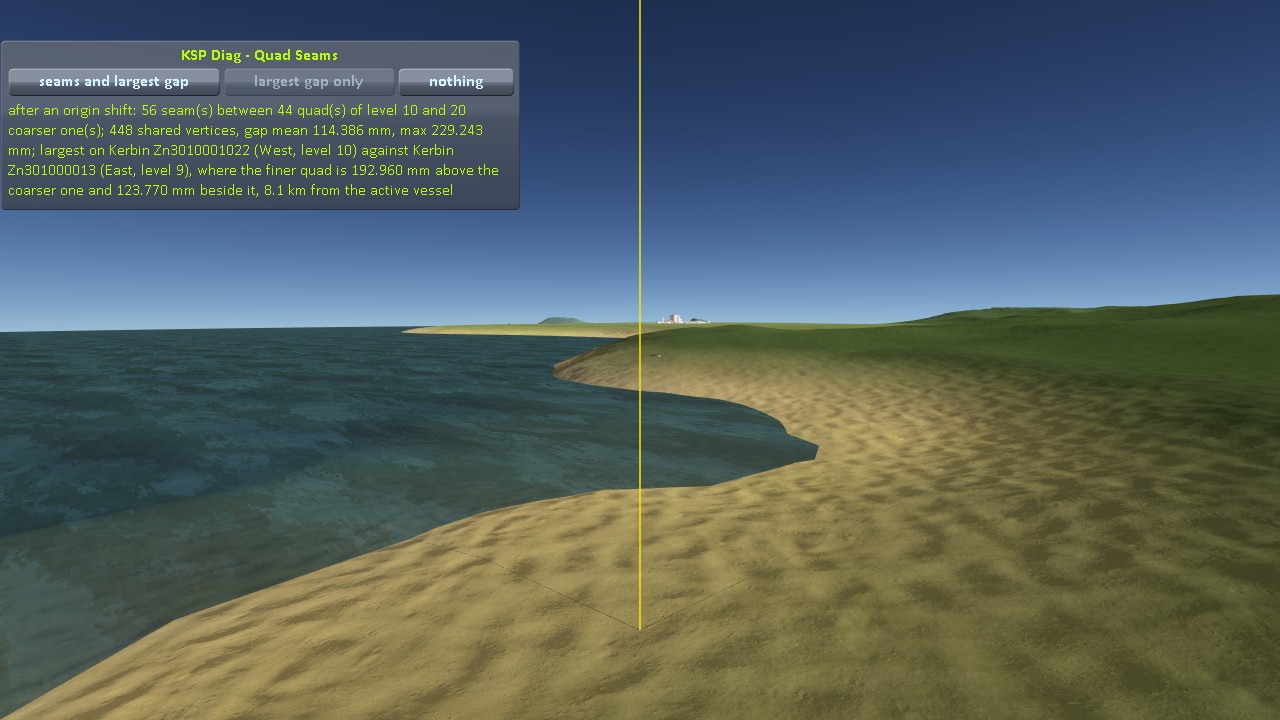 KSP Diag - Quad Seams
seams and largest gap
largest gap only
nothing
after an origin shift: 56 seam(s) between 44 quad(s) of level 10 and 20
coarser one(s); 448 shared vertices, gap mean 114.386 mm, max 229.243
mm; largest on Kerbin Zn3010001022 (West, level 10) against Kerbin
Zn301000013 (East, level 9), where the finer quad is 192.960 mm above the
coarser one and 123.770 mm beside it, 8.1 km from the active vessel